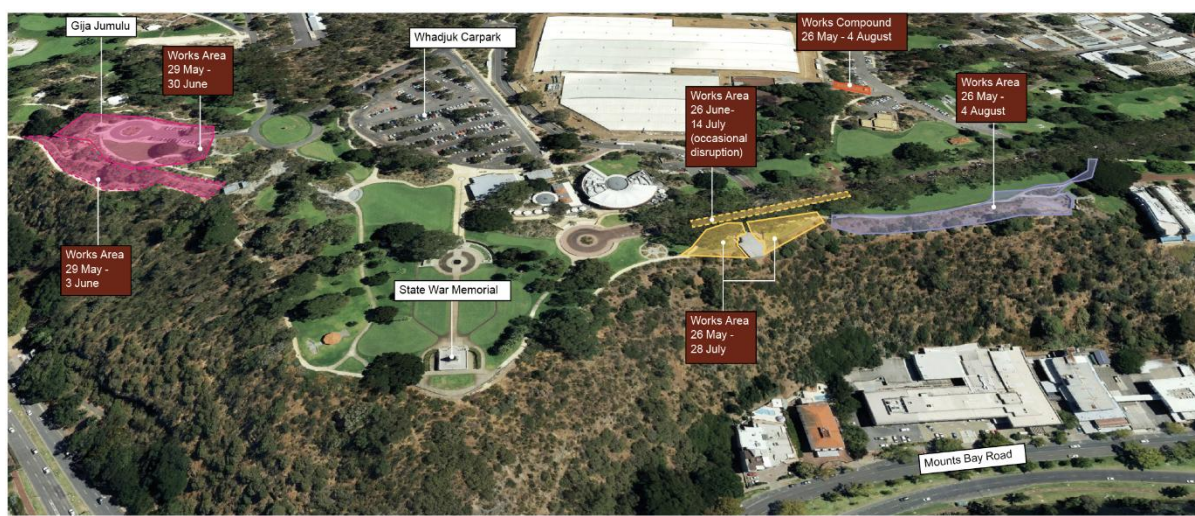 Gija Jumulu
Works Area
29 May -
30 June
Whadjuk Carpark
Works Compound
26 May - 4 August
Works Area
26 June-
14 July
(occasional
disruption)
Works Area
26 May -
4 August
Works Area
29 May -
3 June
State War Memorial
Works Area
26 May -
28 July
Mounts Bay Road